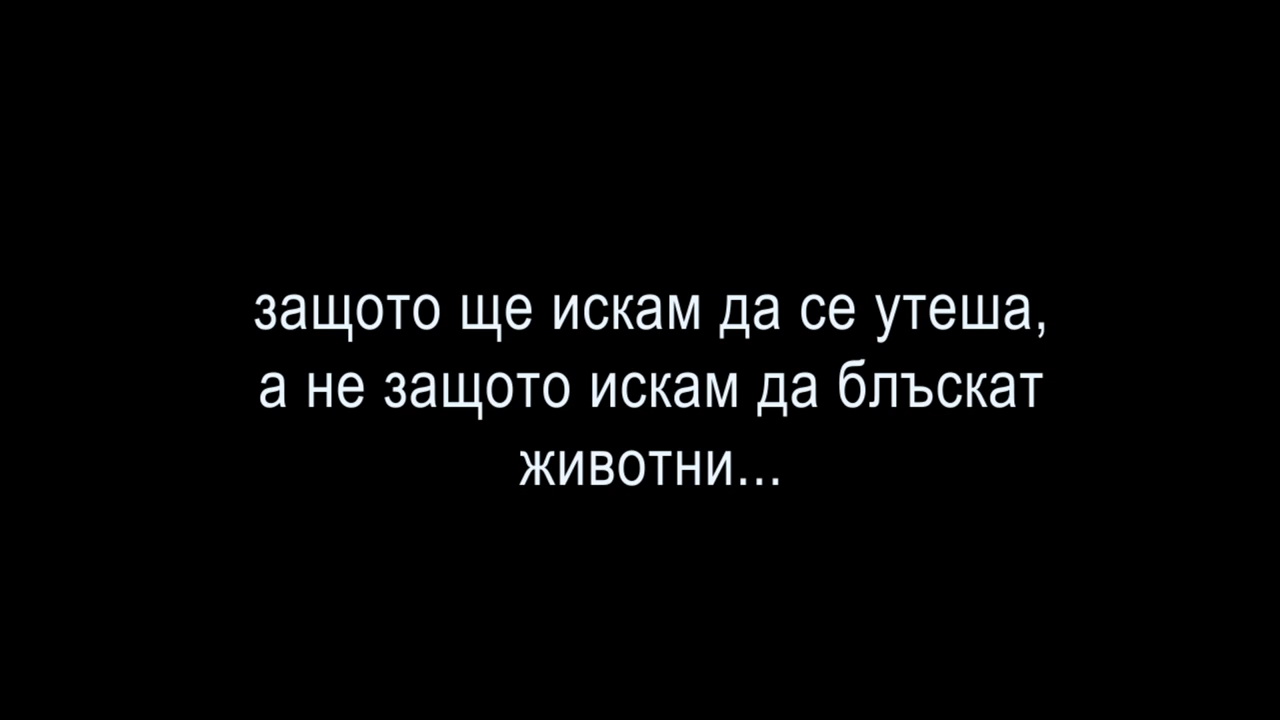 защото ще искам да се утеша,
а не защото искам да блъскат
животни...